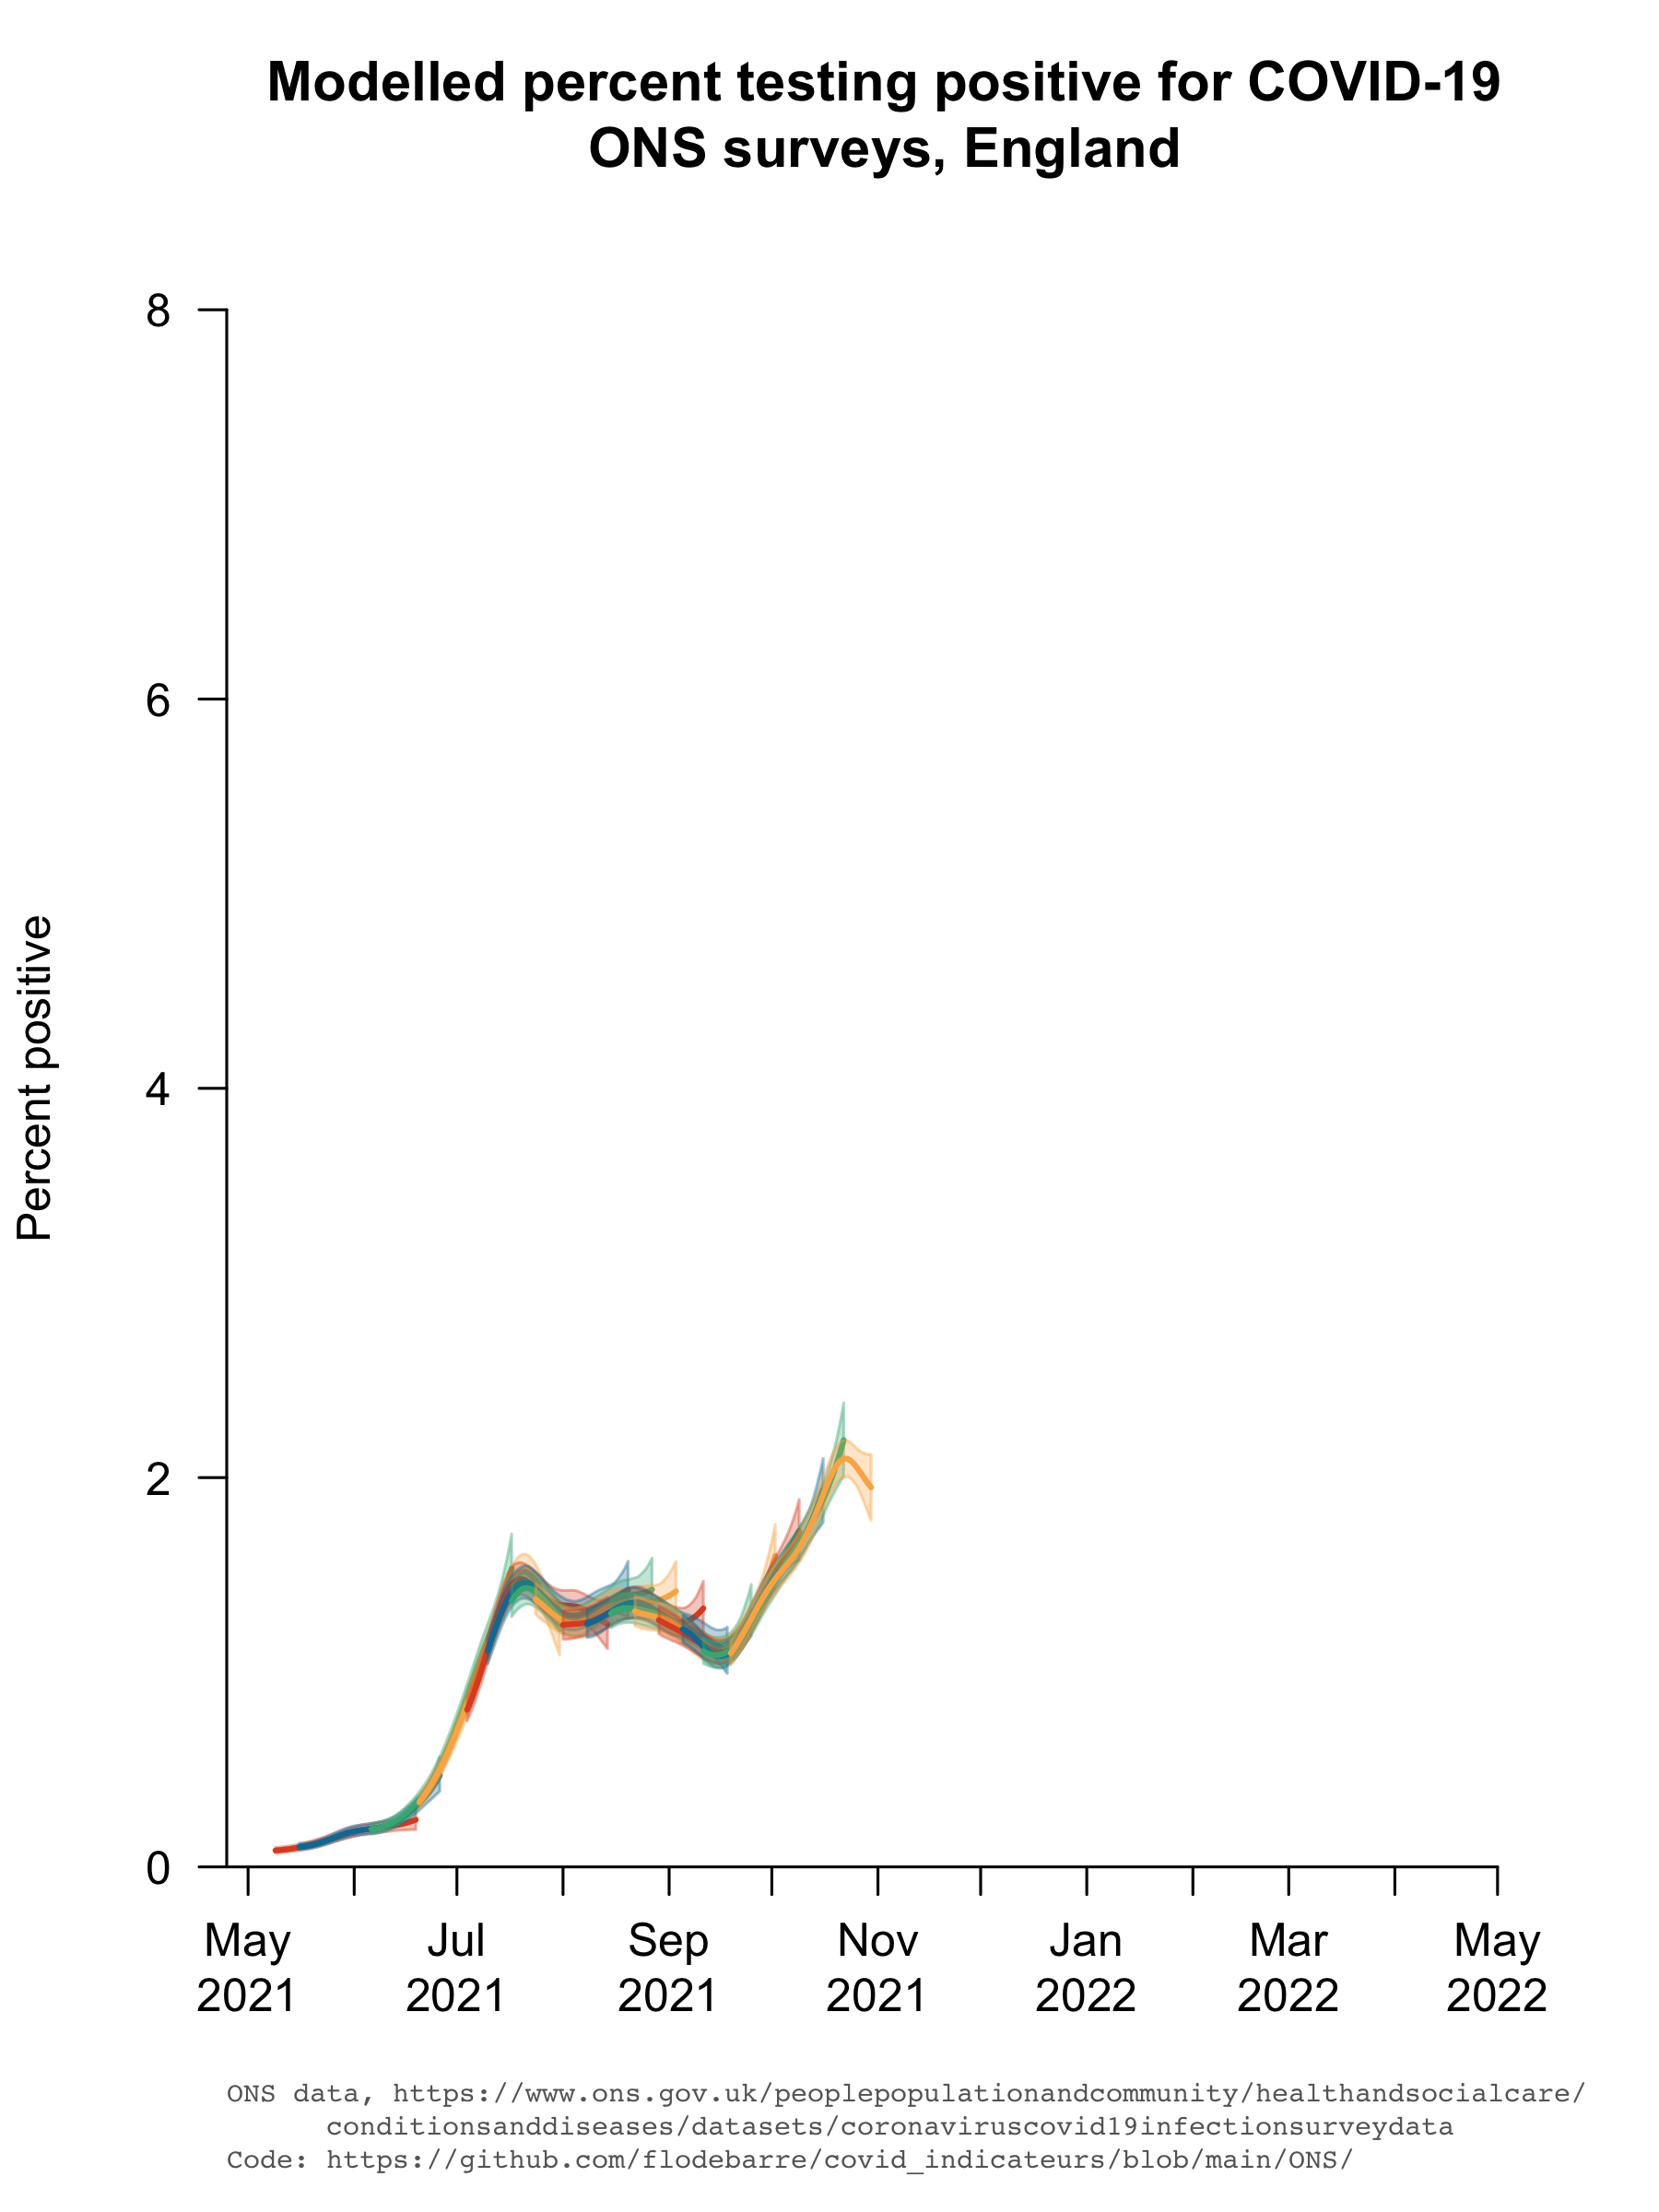 Modelled percent testing positive for COVID-19
ONS surveys, England
Percent positive
8
6
4
2
0
May Jul Sep Nov Jan Mar May
2021 2021 2021 2021 2022 2022 2022
ONS data, https://www.ons.gov.uk/peoplepopulationandcommunity/healthandsocialcare/
conditionsanddiseases/datasets/coronaviruscovid19infectionsurveydata
Code: https://github.com/flodebarre/covid_indicateurs/blob/main/ONS/